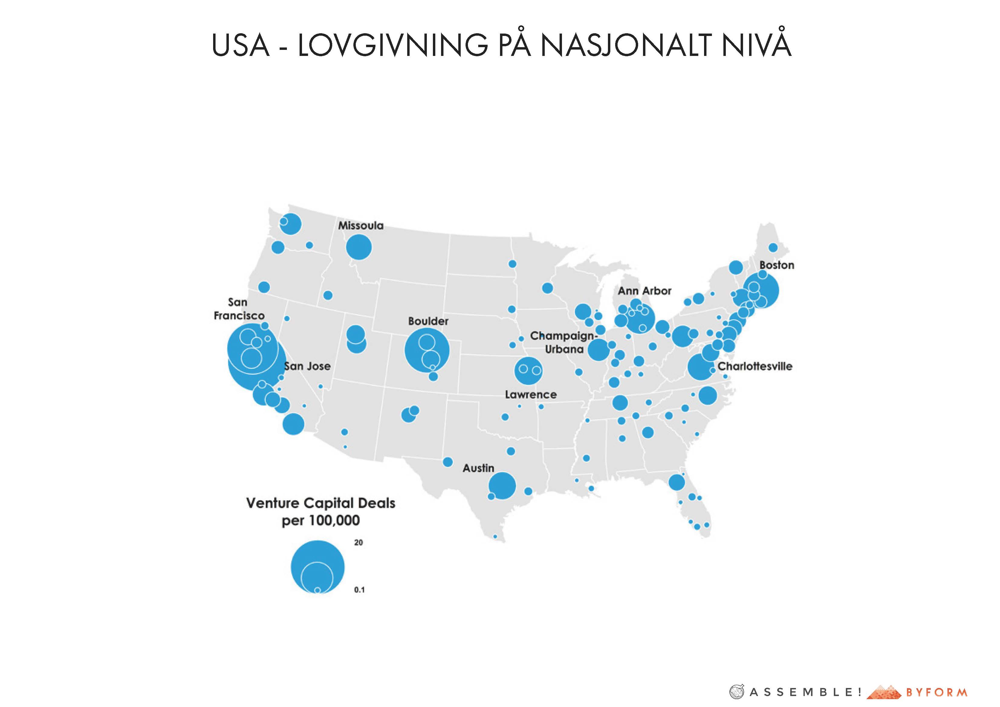 USA - LOVGIVNING PÅ NASJONALT NIVÅ
Missoula
Boston
Ann Arbor
San
Francisco
Boulder
Champaign-
Urbana
San Jose
Charlottesville
Lawrence
Austin
Venture Capital Deals
per 100,000
20
0.1
ASSEMBLE!
BYFORM